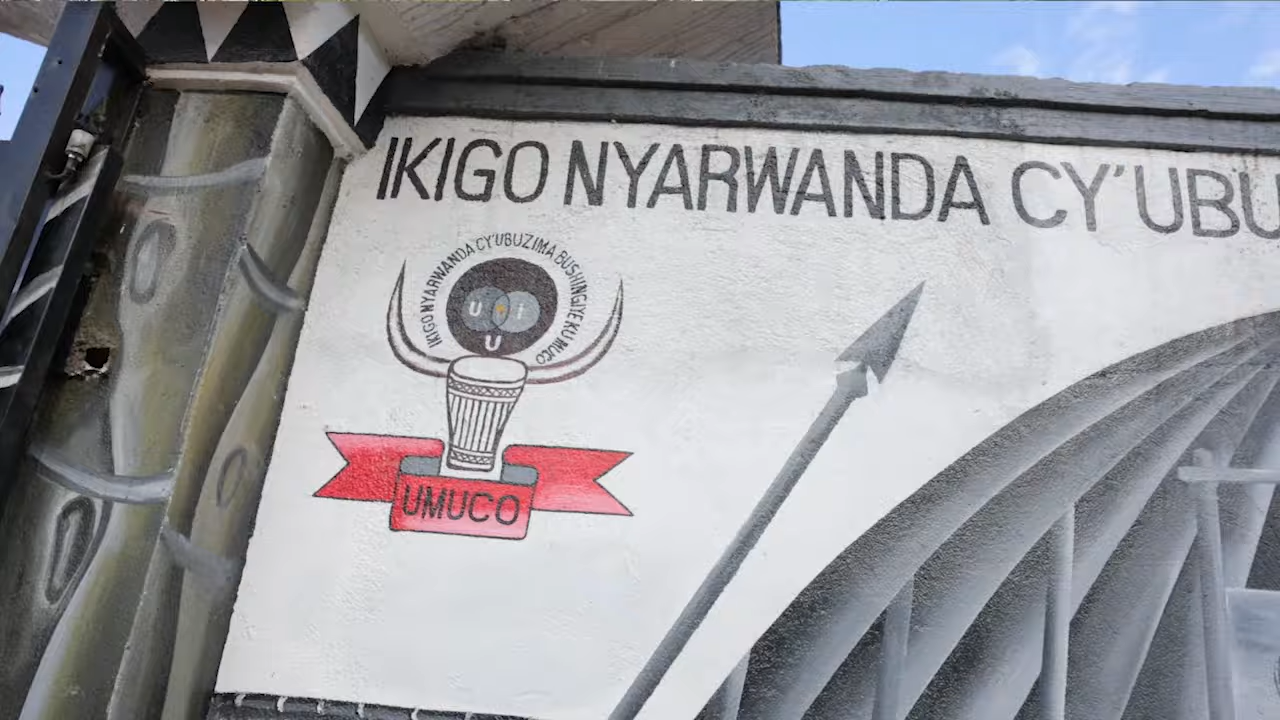 IKIGO NYARWANDA CY'UBU
IKIGO NYARWANDA CY'UBUZIMA BUSHINGIYE KU MUCO
U i
U
UMUCO